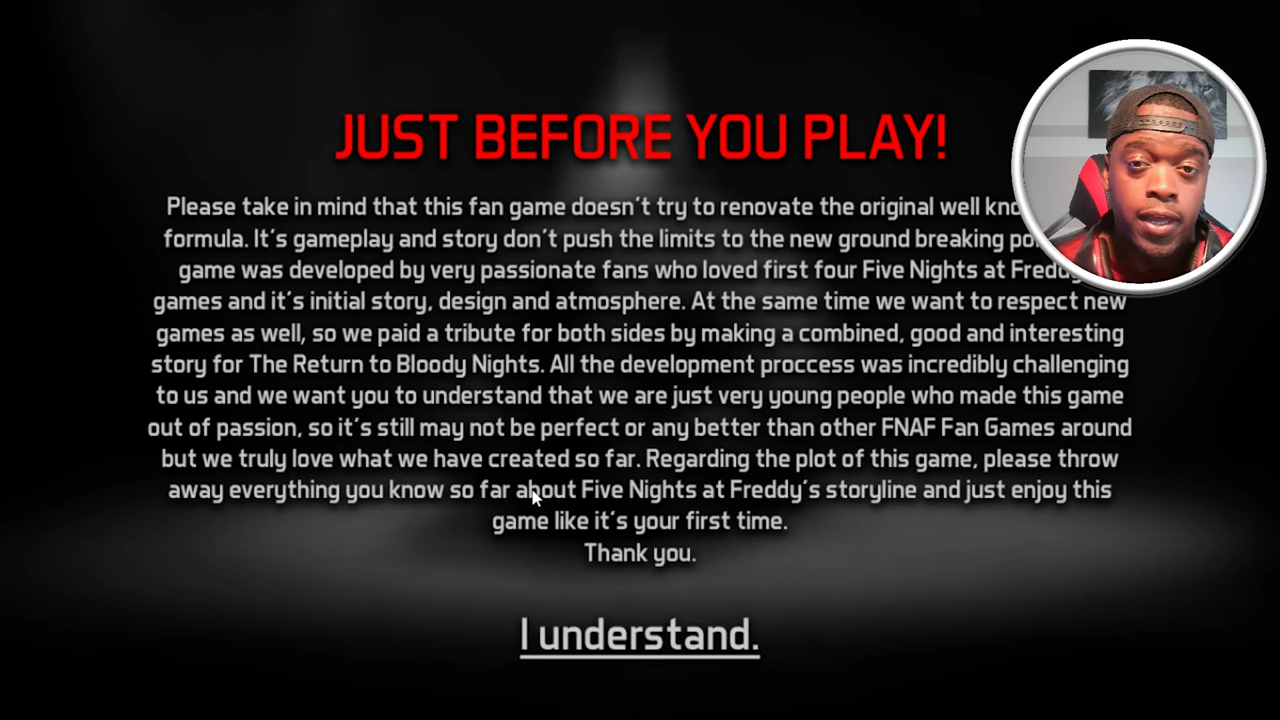 JUST BEFORE YOU PLAY!
Please take in mind that this fan game doesn't try to renovate the original well
formula. It's gameplay and story don't push the limits to the new ground breaking
game was developed by very passionate fans who loved first four Five Nights at
games and it's initial story, design and atmosphere. At the same time we want to respect new
games as well, so we paid a tribute for both sides by making a combined, good and interesting
story for The Return to Bloody Nights. All the development proccess was incredibly challenging
to us and we want you to understand that we are just very young people who made this game
out of passion, so it's still may not be perfect or any better than other FNAF Fan Games around
but we truly love what we have created so far. Regarding the plot of this game, please throw
away everything you know so far about Five Nights at Freddy's storyline and just enjoy this
game like it's your first time.
Thank you.
I understand.